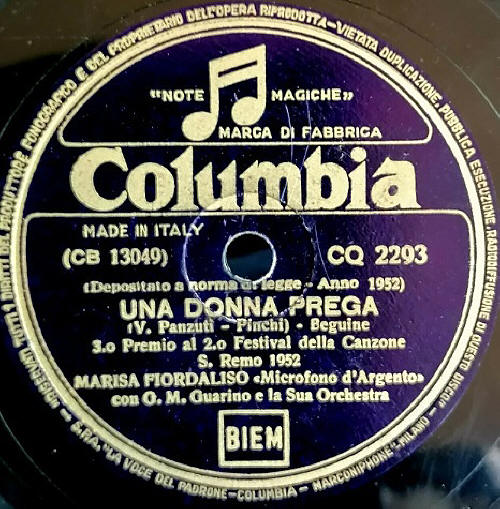 TUTTI I DIRITTI DEL PRODUTTORE FONOGRAFICO E DEL PROPRIETARIO DELL'OPERA RIPRODOTTA - VIETATA DUPLICAZIONE, PUBBLICA ESECUZIONE, RADIODIFFUSIONE DI QUESTO DISCO
"NOTE MAGICHE"
MARCA DI FABBRICA
Columbia
MADE IN ITALY
(CB 13049) CQ 2293
(Depositato a norma di legge - Anno 1952)
UNA DONNA PREGA
(V. Panzuti - Pinchi) - Beguine
3.o Premio al 2.o Festival della Canzone
S. Remo 1952
MARISA FIORDALISO «Microfono d'Argento»
con O. M. Guarino e la Sua Orchestra
BIEM
S.P.A. "LA VOCE DEL PADRONE - COLUMBIA - MARCONIPHONE" - MILANO